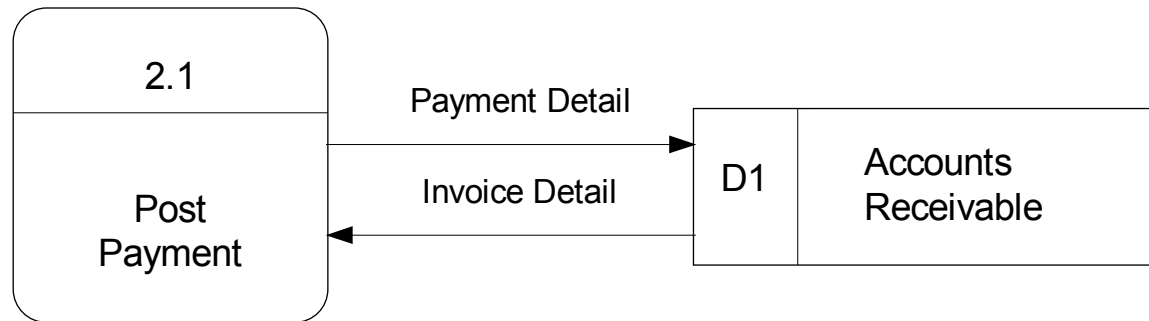 2.1
Post
Payment
Payment Detail
Invoice Detail
D1
Accounts
Receivable